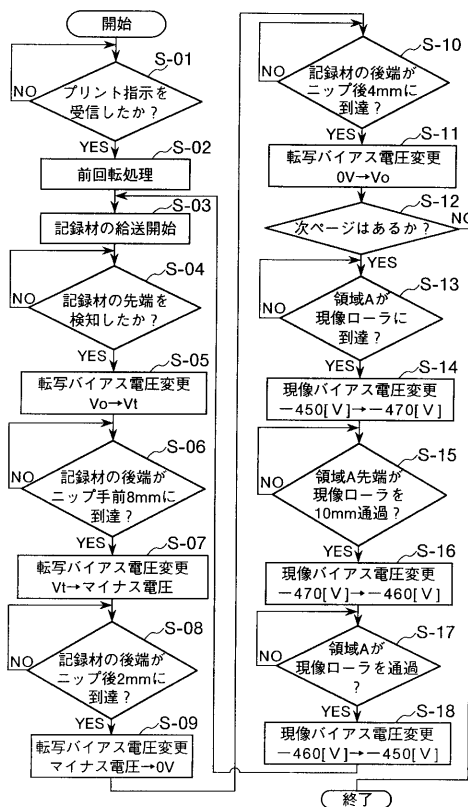 開始
S-01
プリント指示を
受信したか？
NO
YES
S-02
前回転処理
S-03
記録材の給送開始
S-04
記録材の先端を
検知したか？
NO
YES
S-05
転写バイアス電圧変更
Vo→Vt
S-06
記録材の後端が
ニップ手前8mmに
到達？
NO
YES
S-07
転写バイアス電圧変更
Vt→マイナス電圧
S-08
記録材の後端が
ニップ後2mmに
到達？
NO
YES
S-09
転写バイアス電圧変更
マイナス電圧→0V
S-10
記録材の後端が
ニップ後4mmに
到達？
NO
YES
S-11
転写バイアス電圧変更
0V→Vo
S-12
次ページはあるか？
NO
YES
S-13
領域Aが
現像ローラに
到達？
NO
YES
S-14
現像バイアス電圧変更
−450[V]→−470[V]
S-15
領域A先端が
現像ローラを
10mm通過？
NO
YES
S-16
現像バイアス電圧変更
−470[V]→−460[V]
S-17
領域Aが
現像ローラを通過
？
NO
YES
S-18
現像バイアス電圧変更
−460[V]→−450[V]
終了